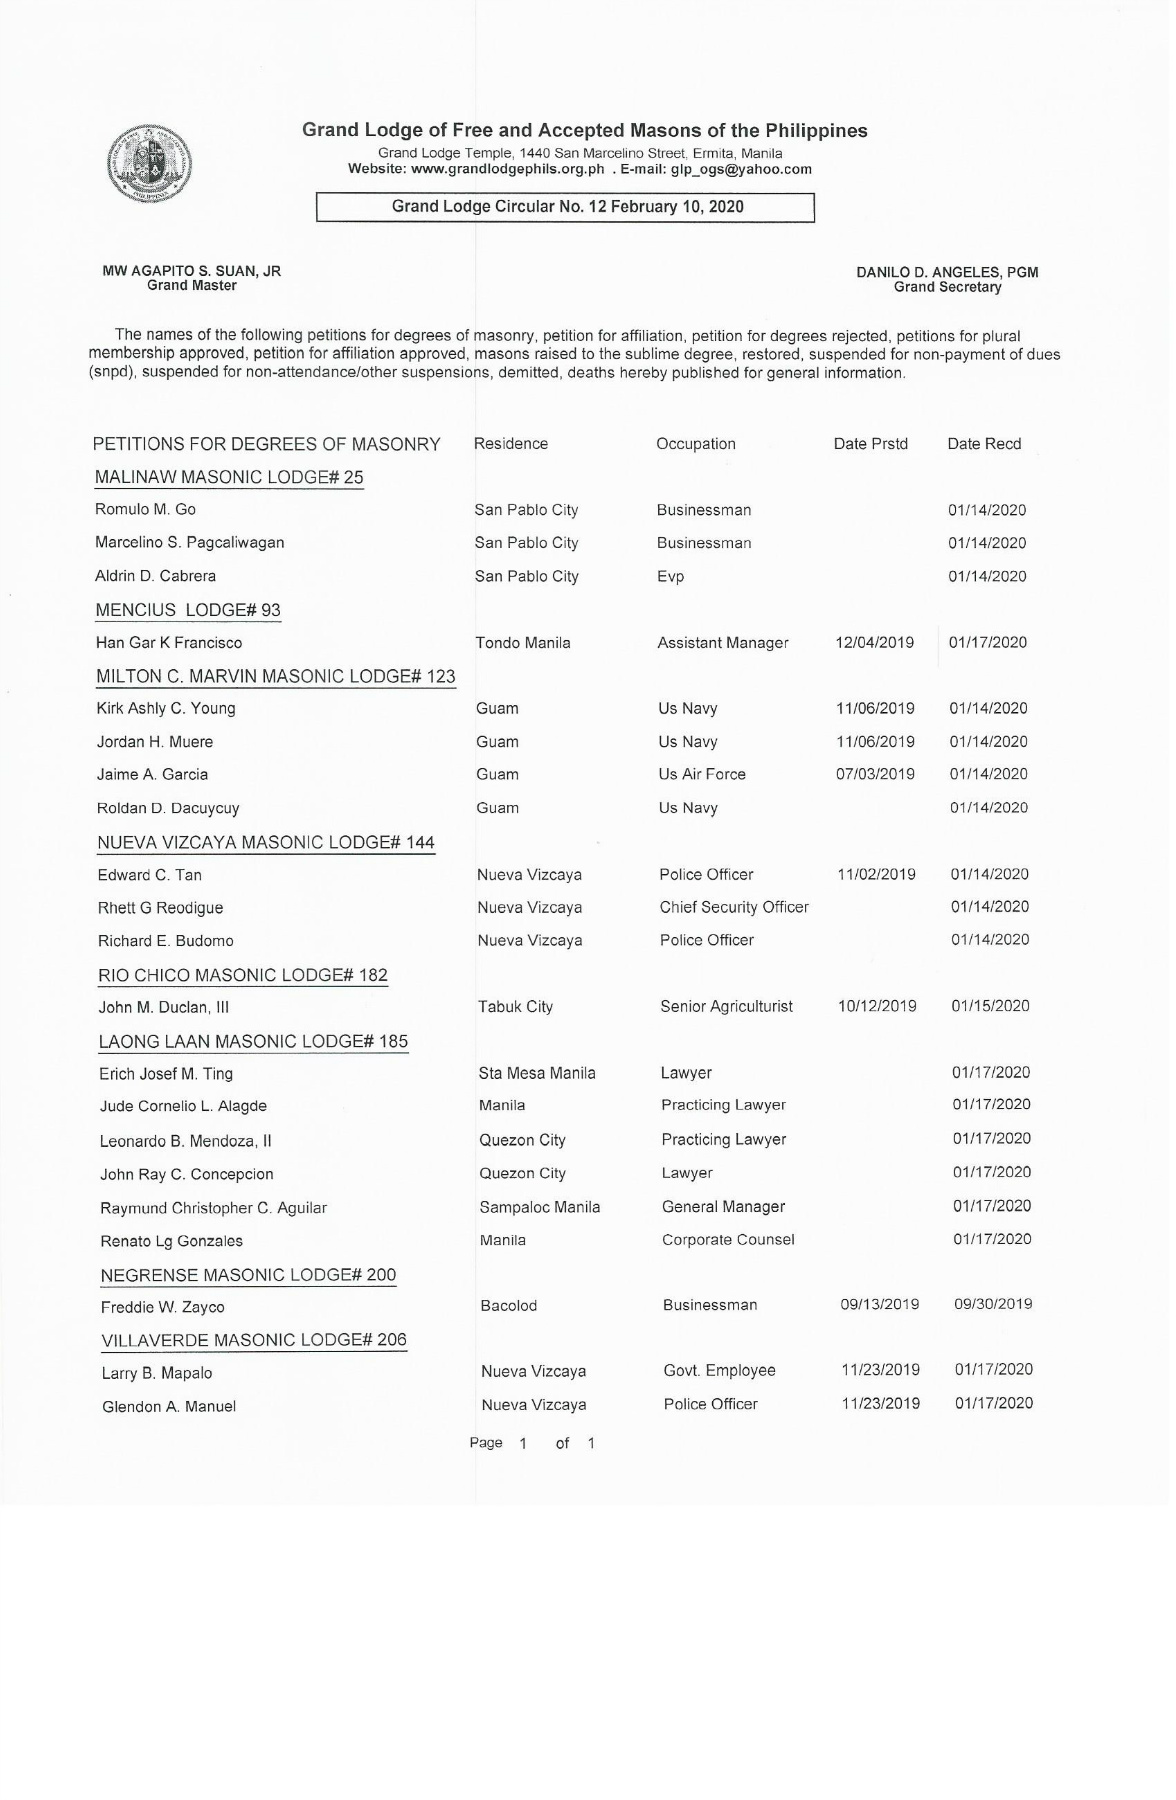 Grand Lodge of Free and Accepted Masons of the Philippines
Grand Lodge Temple, 1440 San Marcelino Street, Ermita, Manila
Website: www.grandlodgephils.org.ph . E-mail: glp_ogs@yahoo.com
Grand Lodge Circular No. 12 February 10, 2020
MW AGAPITO S. SUAN, JR DANILO D. ANGELES, PGM
Grand Master Grand Secretary
The names of the following petitions for degrees of masonry, petition for affiliation, petition for degrees rejected, petitions for plural
membership approved, petition for affiliation approved, masons raised to the sublime degree, restored, suspended for non-payment of dues
(snpd), suspended for non-attendance/other suspensions, demitted, deaths hereby published for general information.
PETITIONS FOR DEGREES OF MASONRY Residence Occupation Date Prstd Date Recd
MALINAW MASONIC LODGE# 25
Romulo M. Go San Pablo City Businessman 01/14/2020
Marcelino S. Pagcaliwagan San Pablo City Businessman 01/14/2020
Aldrin D. Cabrera San Pablo City Evp 01/14/2020
MENCIUS LODGE# 93
Han Gar K Francisco Tondo Manila Assistant Manager 12/04/2019 01/17/2020
MILTON C. MARVIN MASONIC LODGE# 123
Kirk Ashly C. Young Guam Us Navy 11/06/2019 01/14/2020
Jordan H. Muere Guam Us Navy 11/06/2019 01/14/2020
Jaime A. Garcia Guam Us Air Force 07/03/2019 01/14/2020
Roldan D. Dacuycuy Guam Us Navy 01/14/2020
NUEVA VIZCAYA MASONIC LODGE# 144
Edward C. Tan Nueva Vizcaya Police Officer 11/02/2019 01/14/2020
Rhett G Reodigue Nueva Vizcaya Chief Security Officer 01/14/2020
Richard E. Budomo Nueva Vizcaya Police Officer 01/14/2020
RIO CHICO MASONIC LODGE# 182
John M. Duclan, III Tabuk City Senior Agriculturist 10/12/2019 01/15/2020
LAONG LAAN MASONIC LODGE# 185
Erich Josef M. Ting Sta Mesa Manila Lawyer 01/17/2020
Jude Cornelio L. Alagde Manila Practicing Lawyer 01/17/2020
Leonardo B. Mendoza, II Quezon City Practicing Lawyer 01/17/2020
John Ray C. Concepcion Quezon City Lawyer 01/17/2020
Raymund Christopher C. Aguilar Sampaloc Manila General Manager 01/17/2020
Renato Lg Gonzales Manila Corporate Counsel 01/17/2020
NEGRENSE MASONIC LODGE# 200
Freddie W. Zayco Bacolod Businessman 09/13/2019 09/30/2019
VILLAVERDE MASONIC LODGE# 206
Larry B. Mapalo Nueva Vizcaya Govt. Employee 11/23/2019 01/17/2020
Glendon A. Manuel Nueva Vizcaya Police Officer 11/23/2019 01/17/2020
Page 1 of 1